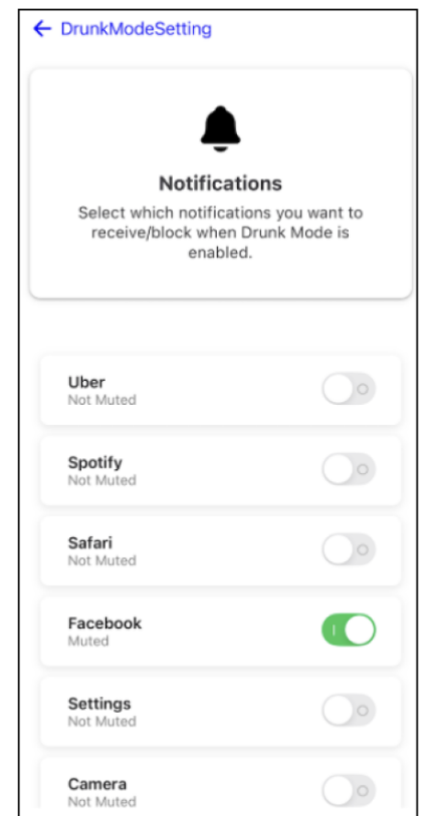 DrunkModeSetting
Notifications
Select which notifications you want to
receive/block when Drunk Mode is
enabled.
Uber
Not Muted
Spotify
Not Muted
Safari
Not Muted
Facebook
Muted
Settings
Not Muted
Camera
Not Muted